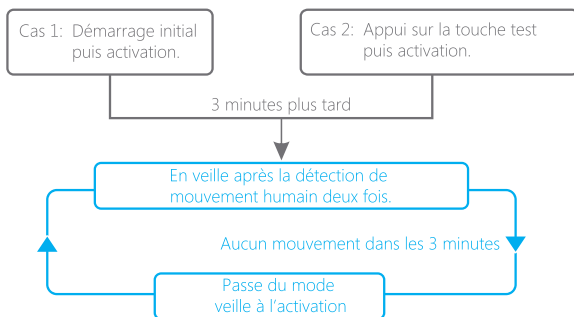 Cas 1: Démarrage initial
puis activation.
Cas 2: Appui sur la touche test
puis activation.
3 minutes plus tard
En veille après la détection de
mouvement humain deux fois.
Aucun mouvement dans les 3 minutes
Passe du mode
veille à l'activation